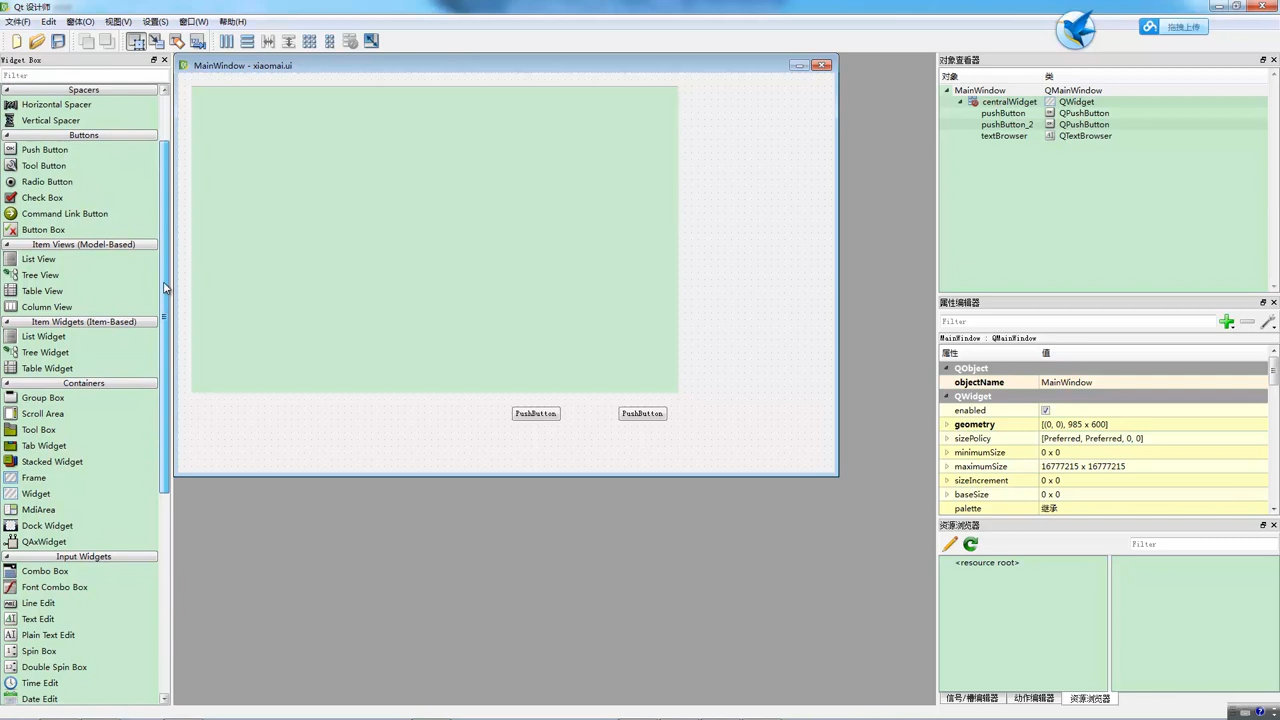 Qt 设计师
文件(F) Edit 窗体(O) 视图(V) 设置(S) 窗口(W) 帮助(H)
拖拽上传
Widget Box
Filter
Spacers
Horizontal Spacer
Vertical Spacer
Buttons
Push Button
Tool Button
Radio Button
Check Box
Command Link Button
Button Box
Item Views (Model-Based)
List View
Tree View
Table View
Column View
Item Widgets (Item-Based)
List Widget
Tree Widget
Table Widget
Containers
Group Box
Scroll Area
Tool Box
Tab Widget
Stacked Widget
Frame
Widget
MdiArea
Dock Widget
QAxWidget
Input Widgets
Combo Box
Font Combo Box
Line Edit
Text Edit
Plain Text Edit
Spin Box
Double Spin Box
Time Edit
Date Edit
MainWindow - xiaomai.ui
PushButton PushButton
对象查看器
对象 类
MainWindow QMainWindow
centralWidget QWidget
pushButton QPushButton
pushButton_2 QPushButton
textBrowser QTextBrowser
属性编辑器
Filter
MainWindow : QMainWindow
属性 值
QObject
objectName MainWindow
QWidget
enabled
geometry [(0, 0), 985 x 600]
sizePolicy [Preferred, Preferred, 0, 0]
minimumSize 0 x 0
maximumSize 16777215 x 16777215
sizeIncrement 0 x 0
baseSize 0 x 0
palette 继承
资源浏览器
Filter
<resource root>
信号/槽编辑器 动作编辑器 资源浏览器